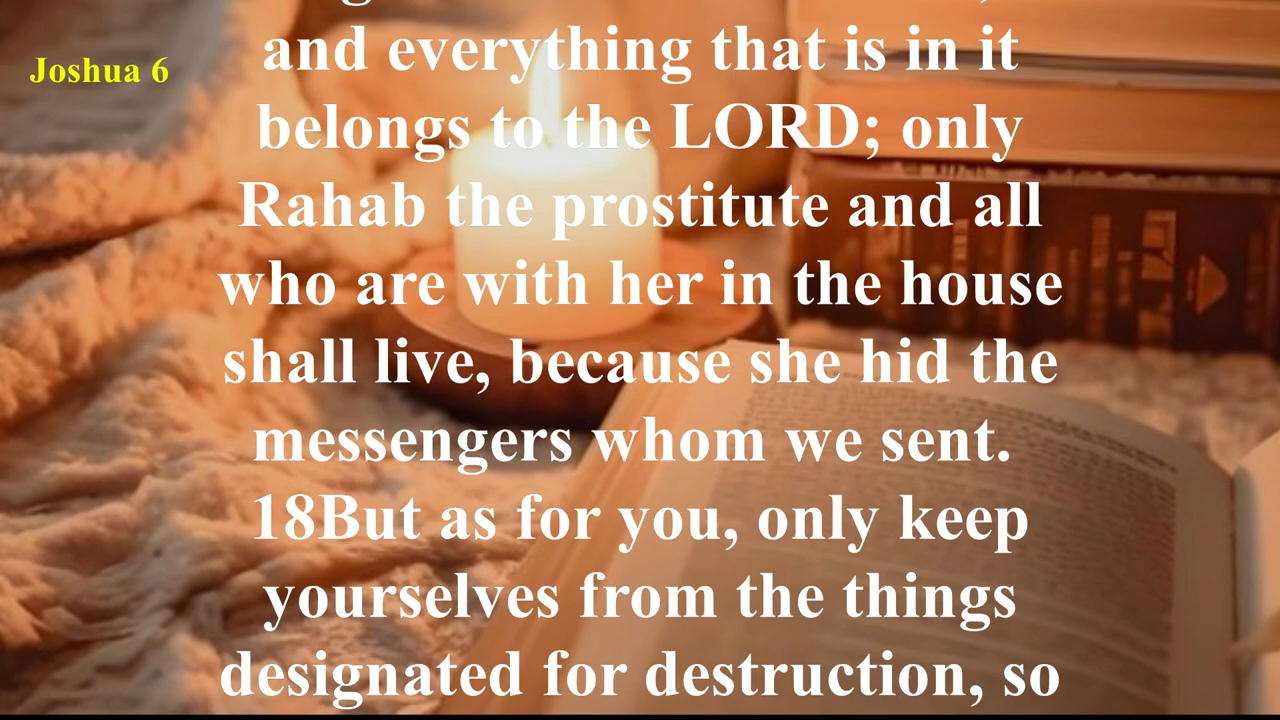 Joshua 6
and everything that is in it
belongs to the LORD; only
Rahab the prostitute and all
who are with her in the house
shall live, because she hid the
messengers whom we sent.
18But as for you, only keep
yourselves from the things
designated for destruction, so